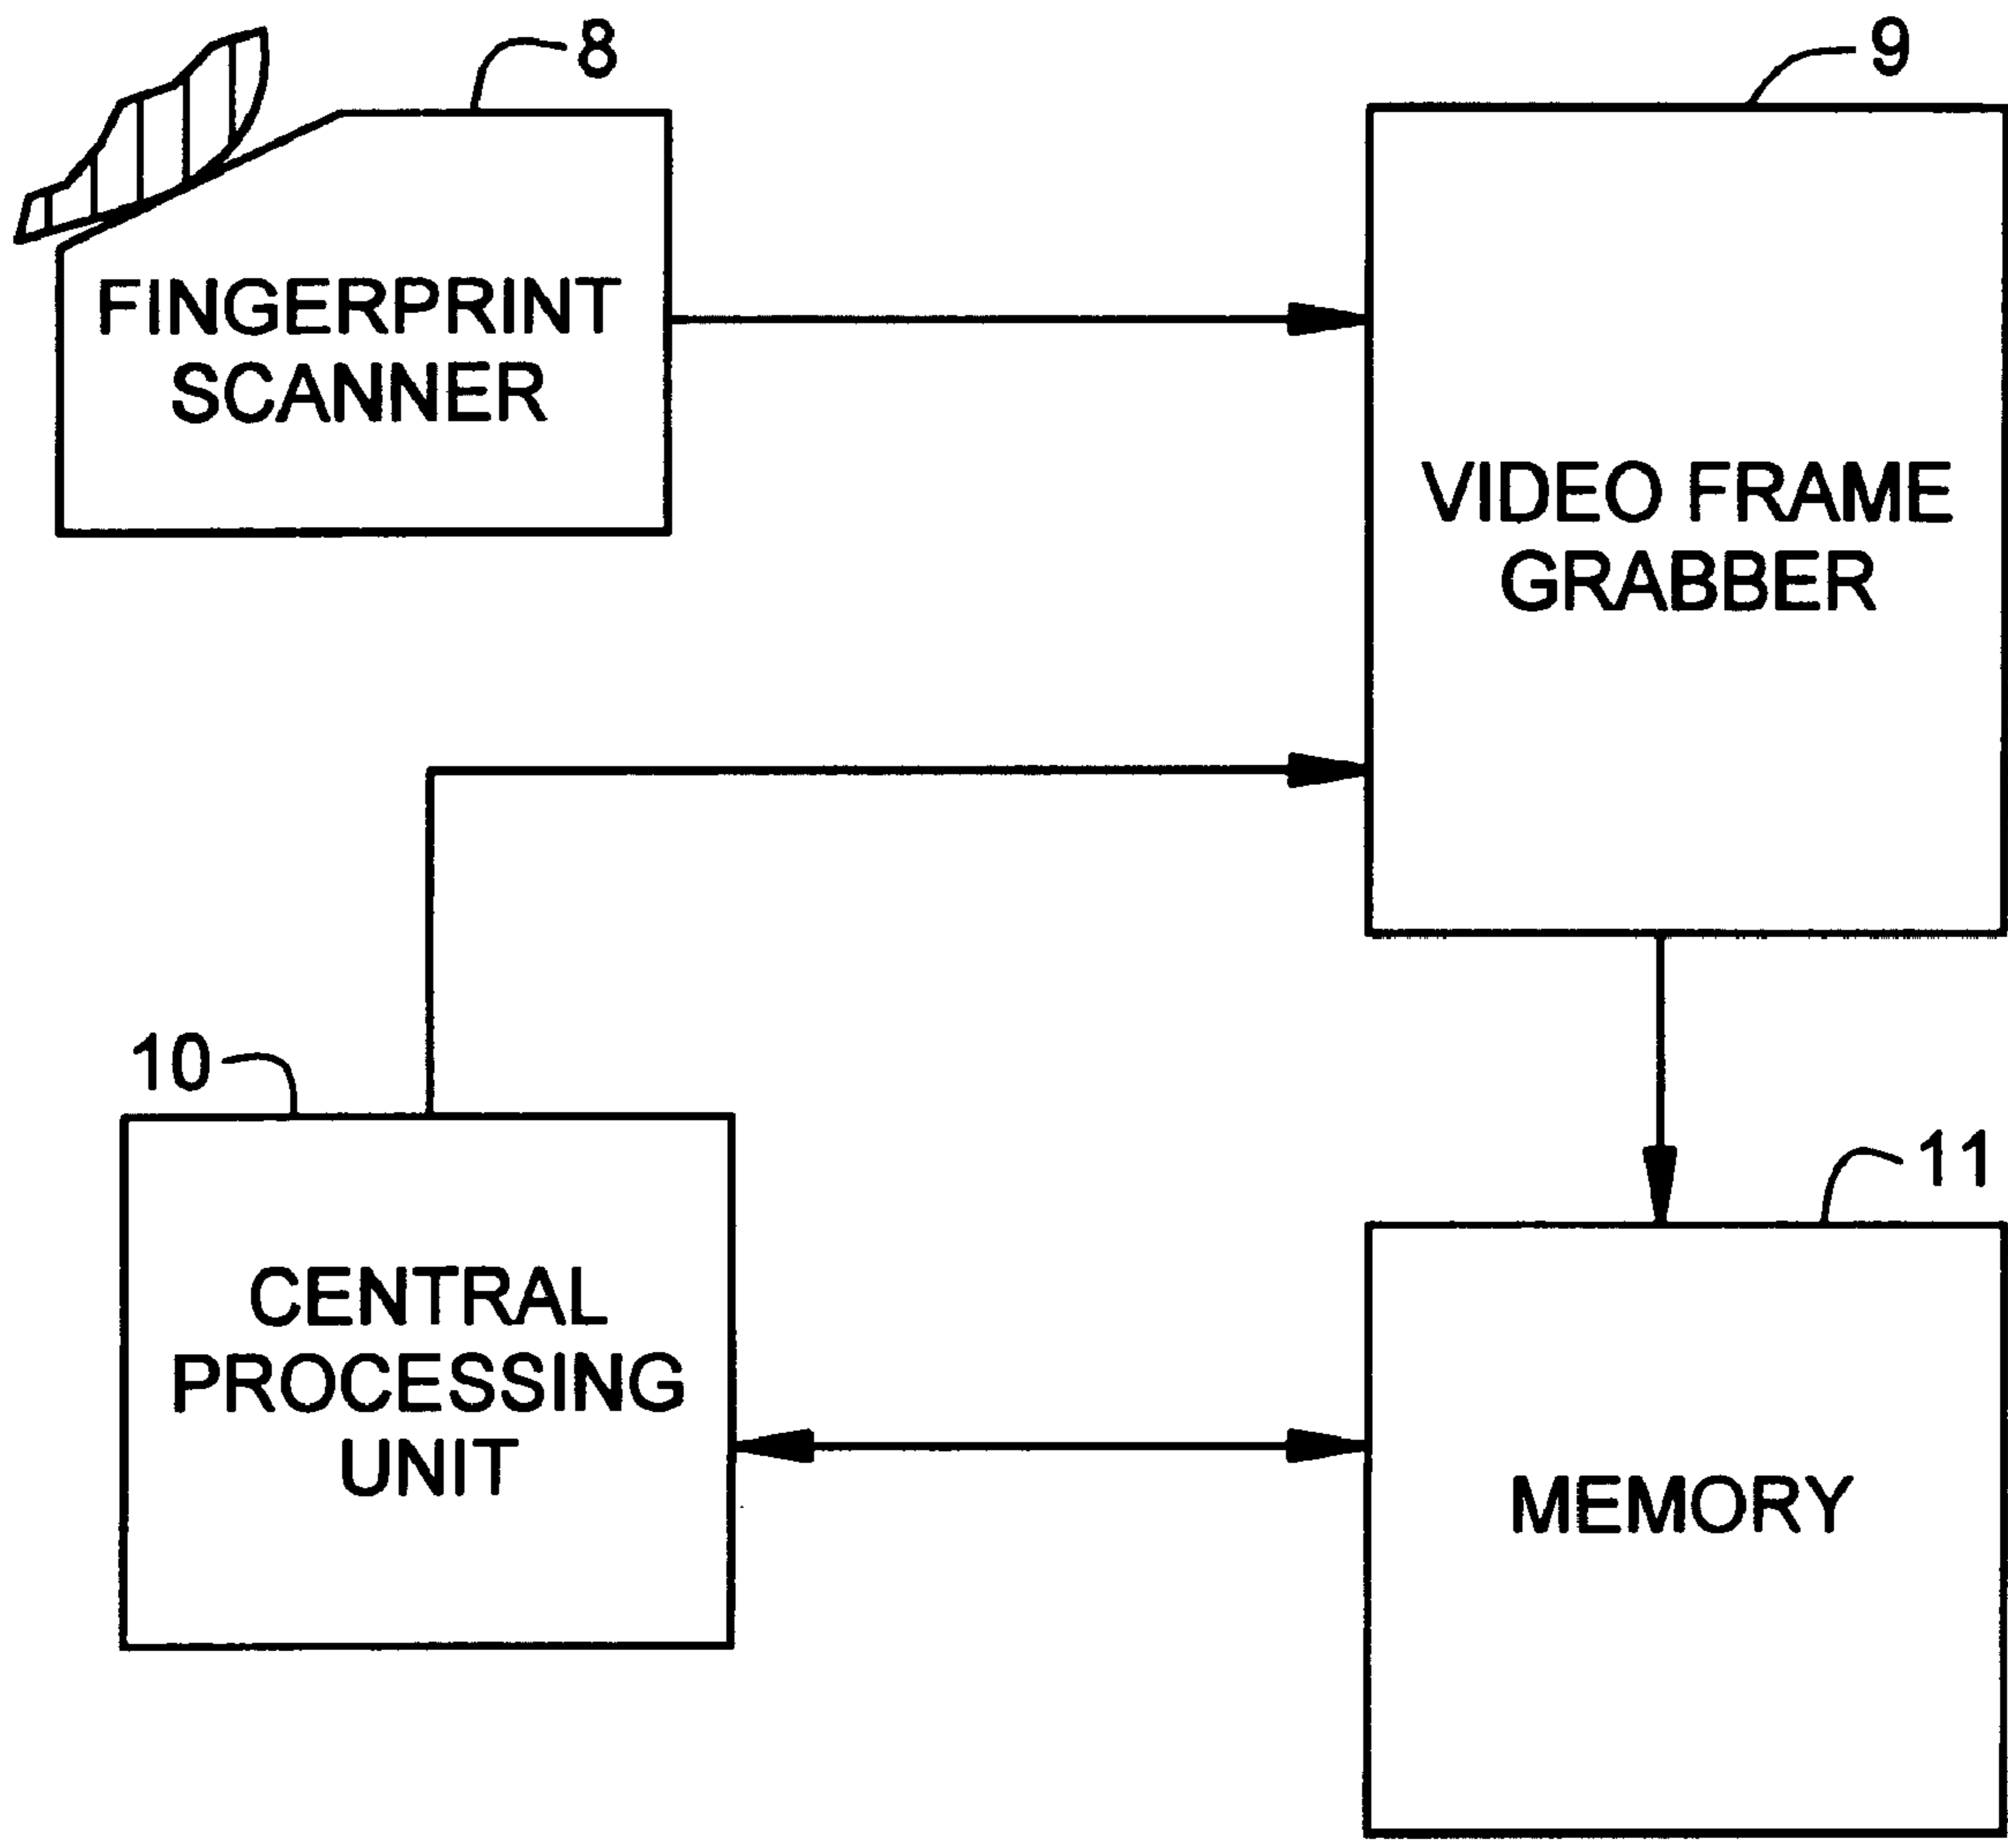 8
9
FINGERPRINT
SCANNER
VIDEO FRAME
GRABBER
10
11
CENTRAL
PROCESSING
UNIT
MEMORY